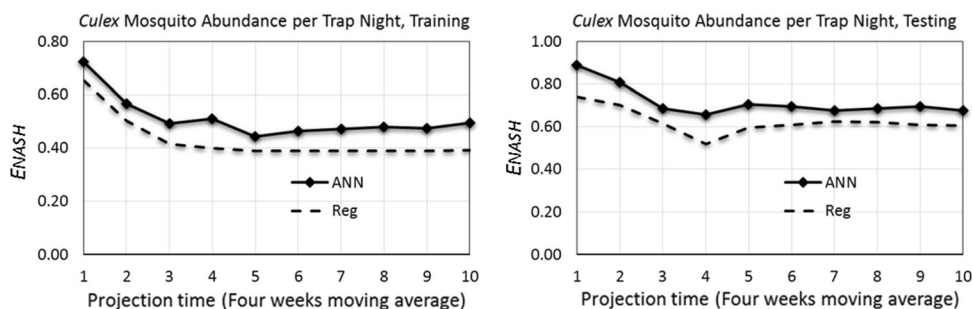 Culex Mosquito Abundance per Trap Night, Training
0.80
0.60
0.40
0.20
0.00
ENASH
ANN
Reg
1 2 3 4 5 6 7 8 9 10
Projection time (Four weeks moving average)
Culex Mosquito Abundance per Trap Night, Testing
1.00
0.80
0.60
0.40
0.20
0.00
ENASH
ANN
Reg
1 2 3 4 5 6 7 8 9 10
Projection time (Four weeks moving average)